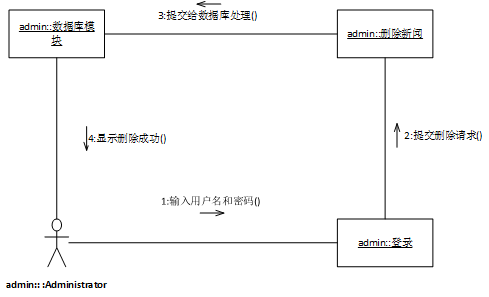 3:提交给数据库处理()
admin::数据库模
块
admin::删除新闻
4:显示删除成功()
2:提交删除请求()
1:输入用户名和密码()
admin::登录
admin:: :Administrator